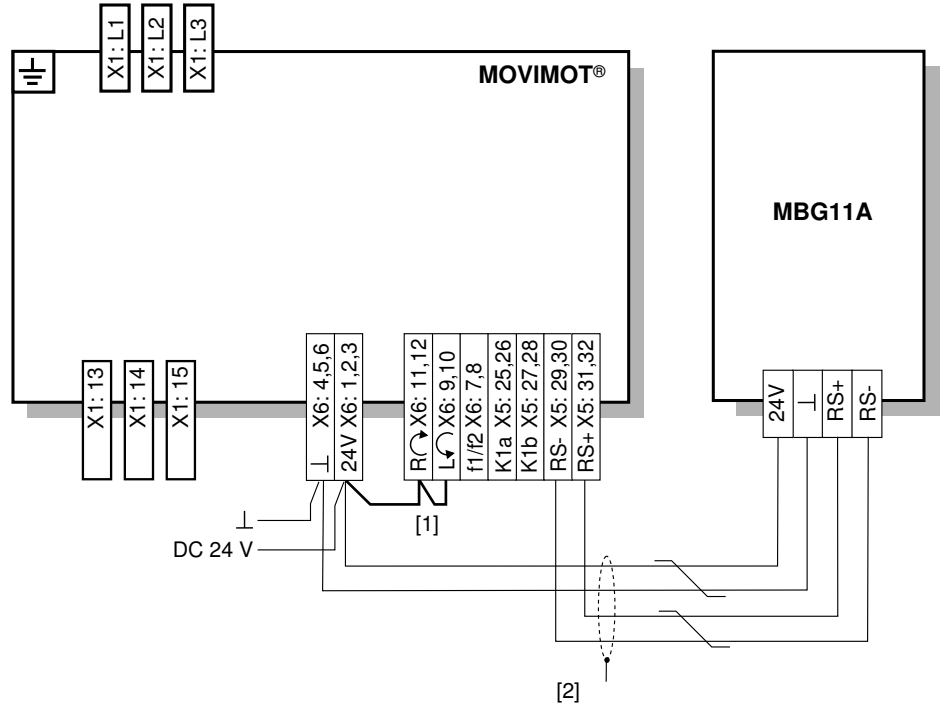 X1: L1
X1: L2
X1: L3
MOVIMOT®
MBG11A
X1: 13
X1: 14
X1: 15
⊥ X6: 4,5,6
24V X6: 1,2,3
R X6: 11,12
L X6: 9,10
f1/f2 X6: 7,8
K1a X5: 25,26
K1b X5: 27,28
RS- X5: 29,30
RS+ X5: 31,32
24V
⊥
RS+
RS-
⊥
DC 24 V
[1]
[2]